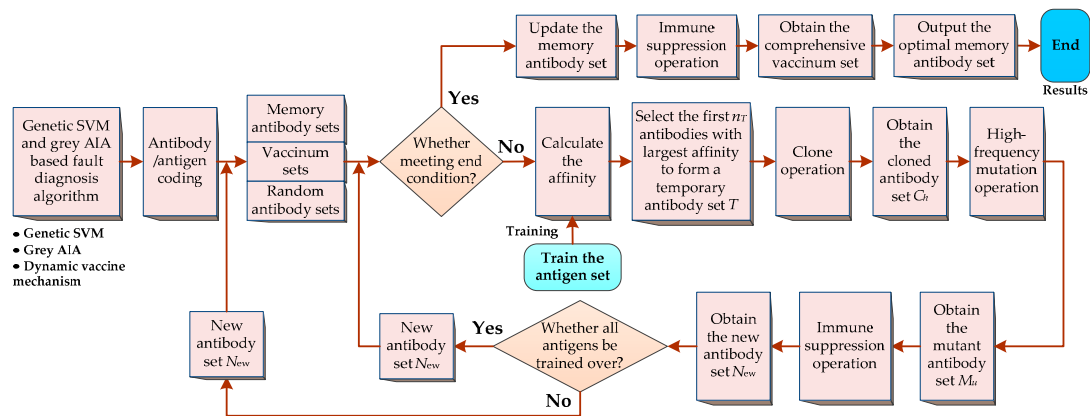 Genetic SVM
and grey AIA
based fault
diagnosis
algorithm
● Genetic SVM
● Grey AIA
● Dynamic vaccine
mechanism
Antibody
/antigen
coding
Memory
antibody sets
Vaccinum
sets
Random
antibody sets
Whether
meeting end
condition?
Yes
Update the
memory
antibody set
Immune
suppression
operation
Obtain the
comprehensive
vaccinum set
Output the
optimal memory
antibody set
End
Results
No
Calculate
the
affinity
Training
Train the
antigen set
Select the first nT
antibodies with
largest affinity
to form a
temporary
antibody set T
Clone
operation
Obtain
the
cloned
antibody
set Ch
High-
frequency
mutation
operation
Obtain
the
mutant
antibody
set Mu
Immune
suppression
operation
Obtain
the new
antibody
set New
Whether all
antigens be
trained over?
Yes
New
antibody
set New
No
New
antibody
set New